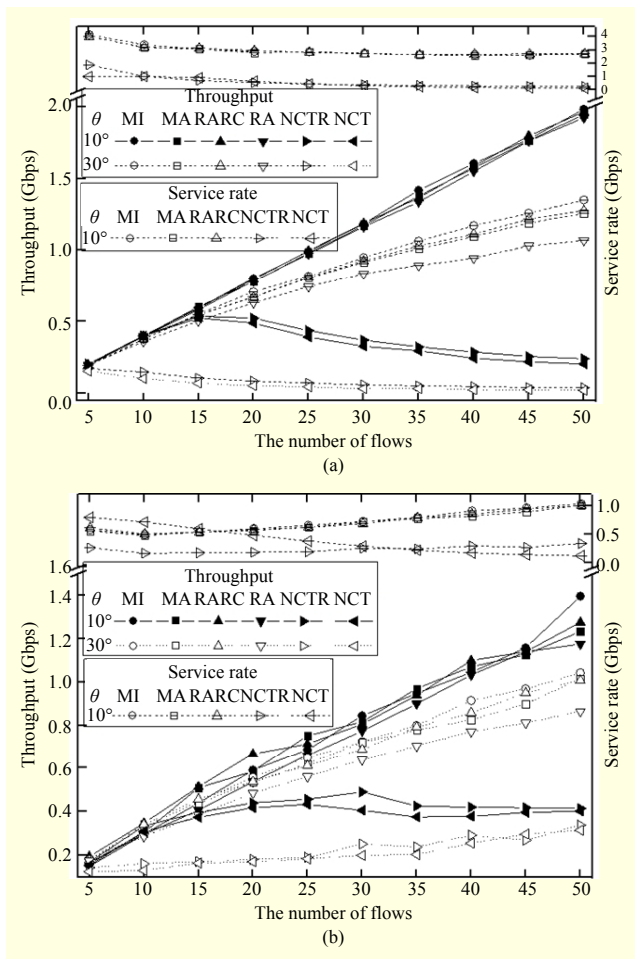 4
3
2
1
0
2.0
1.5
1.0
0.5
0.0
Throughput (Gbps)
Service rate (Gbps)
Throughput
θ MI MA RARC RA NCTR NCT
10°
30°
Service rate
θ MI MA RARC NCTR NCT
10°
5 10 15 20 25 30 35 40 45 50
The number of flows
(a)
1.0
0.5
0.0
1.6
1.4
1.2
1.0
0.8
0.6
0.4
0.2
Throughput (Gbps)
Service rate (Gbps)
Throughput
θ MI MA RARC RA NCTR NCT
10°
30°
Service rate
θ MI MA RARC NCTR NCT
10°
5 10 15 20 25 30 35 40 45 50
The number of flows
(b)